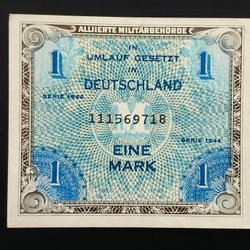 ALLIIERTE MILITÄRBEHÖRDE
IN
UMLAUF GESETZT
IN
1 DEUTSCHLAND 1
SERIE 1944 111569718
M
SERIE 1944
EINE
1 MARK 1